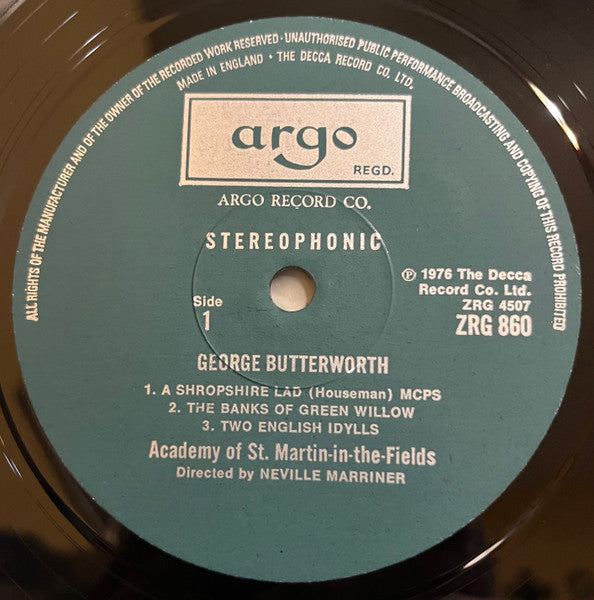 ALL RIGHTS OF THE MANUFACTURER AND OF THE OWNER OF THE RECORDED WORK RESERVED · UNAUTHORISED PUBLIC PERFORMANCE BROADCASTING AND COPYING OF THIS RECORD PROHIBITED
MADE IN ENGLAND · THE DECCA RECORD CO. LTD.
argo
REGD.
ARGO RECORD CO.
STEREOPHONIC
℗ 1976 The Decca
Record Co. Ltd.
ZRG 4507
ZRG 860
Side
1
GEORGE BUTTERWORTH
1. A SHROPSHIRE LAD (Houseman) MCPS
2. THE BANKS OF GREEN WILLOW
3. TWO ENGLISH IDYLLS
Academy of St. Martin-in-the-Fields
Directed by NEVILLE MARRINER